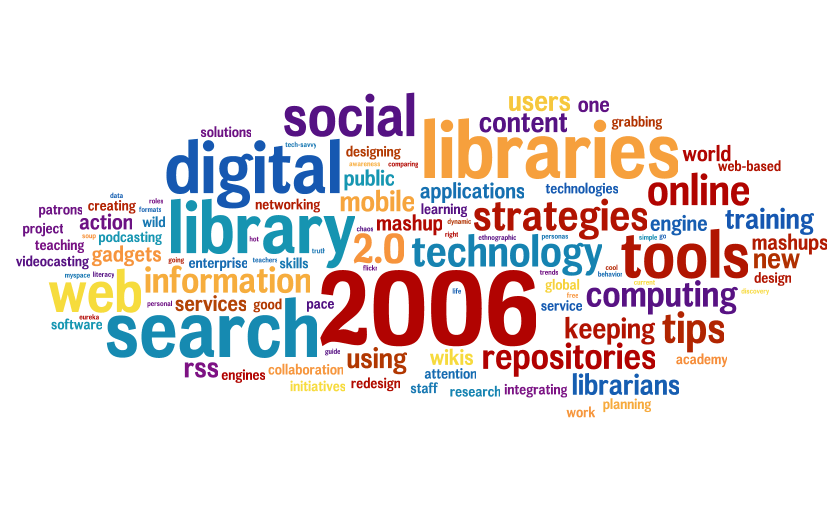 users
one
social
content
grabbing
solutions
libraries
tech-savvy
designing
world
digital
awareness
comparing
web-based
public
applications
technologies
online
data
mobile
roles
creating
networking
learning
patrons
formats
strategies
action
wild
library
mashup
dynamic
engine
training
project
chaos
soup
podcasting
hot
right
ethnographic
personas
simple
go
teaching
2.0
technology
tools
mashups
gadgets
truth
videocasting
going
enterprise
teachers
skills
flickr
trends
cool
behavior
new
myspace
literacy
information
design
web
2006
life
global
current
discovery
free
computing
personal
services
good
pace
service
eureka
software
search
keeping
tips
guide
using
wikis
repositories
academy
rss
engines
collaboration
attention
initiatives
redesign
staff
research
integrating
librarians
planning
work